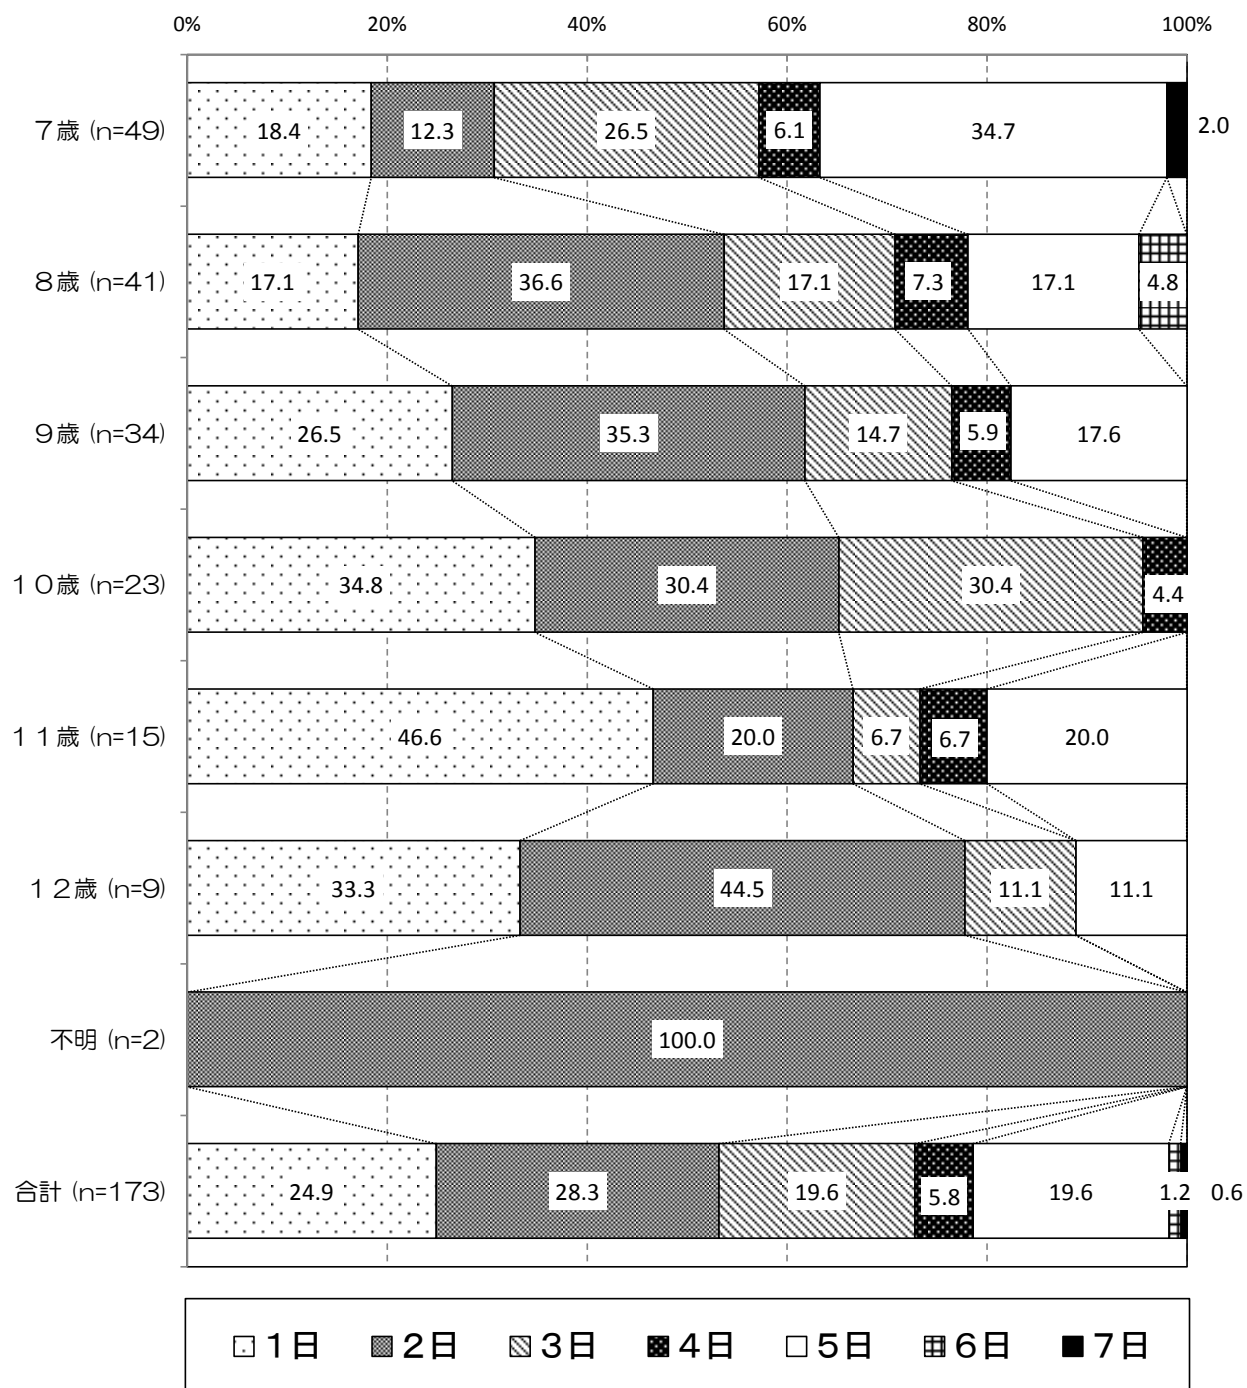 0% 20% 40% 60% 80% 100%
７歳 (n=49) 18.4 12.3 26.5 6.1 34.7 2.0
８歳 (n=41) 17.1 36.6 17.1 7.3 17.1 4.8
９歳 (n=34) 26.5 35.3 14.7 5.9 17.6
１０歳 (n=23) 34.8 30.4 30.4 4.4
１１歳 (n=15) 46.6 20.0 6.7 6.7 20.0
１２歳 (n=9) 33.3 44.5 11.1 11.1
不明 (n=2) 100.0
合計 (n=173) 24.9 28.3 19.6 5.8 19.6 1.2 0.6
１日 ２日 ３日 ４日 ５日 ６日 ７日